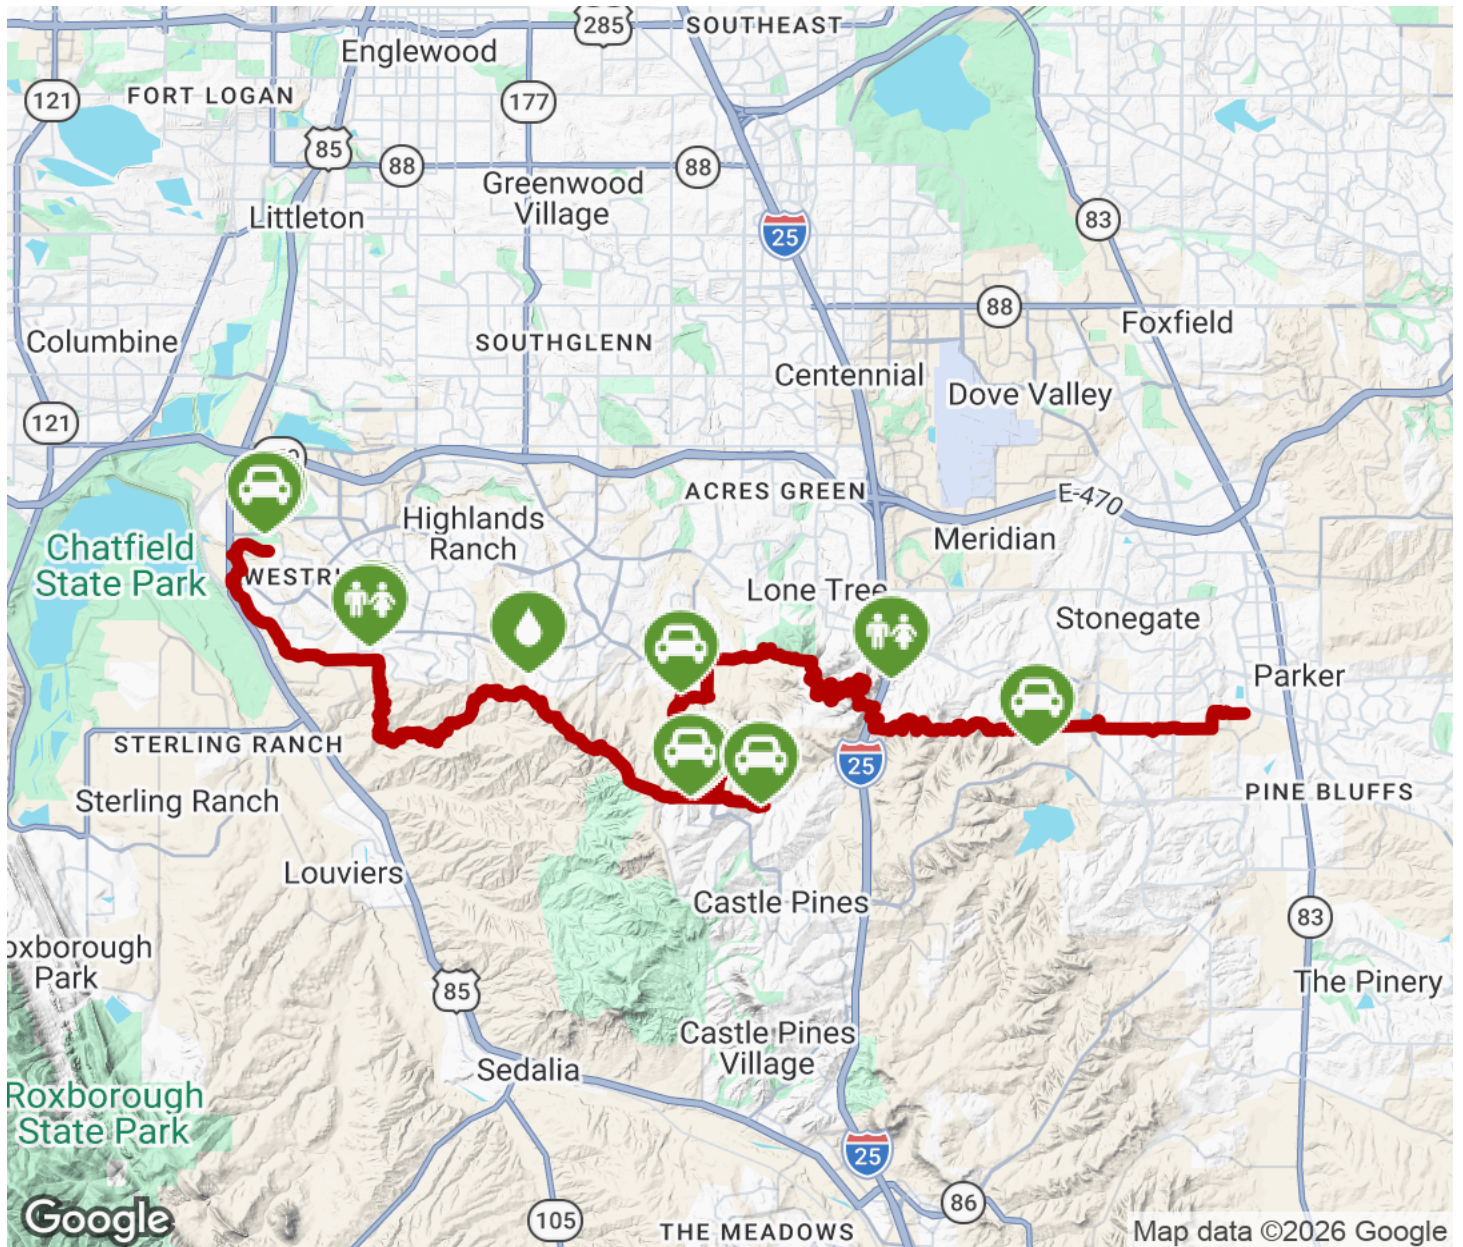 285
SOUTHEAST
Englewood
121
FORT LOGAN
177
85
88
88
Greenwood
Village
Littleton
25
83
88
Foxfield
Columbine
SOUTHGLENN
Centennial
Dove Valley
121
ACRES GREEN
E-470
Highlands
Ranch
Meridian
Chatfield
State Park
WESTRI
Lone Tree
Stonegate
Parker
STERLING RANCH
25
Sterling Ranch
PINE BLUFFS
Louviers
Castle Pines
83
oxborough
Park
The Pinery
85
Castle Pines
Village
Sedalia
Roxborough
State Park
25
86
105
THE MEADOWS
Google
Map data ©2026 Google